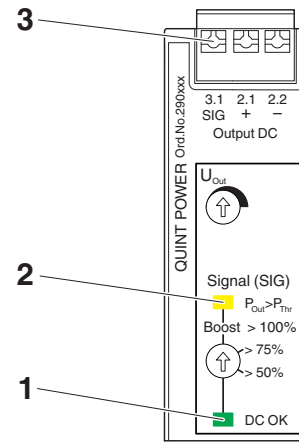 3
3.1 2.1 2.2
SIG + −
Output DC
QUINT POWER Ord.No.290xxx
UOut
Signal (SIG)
2
POut>PThr
Boost > 100%
> 75%
> 50%
1
DC OK